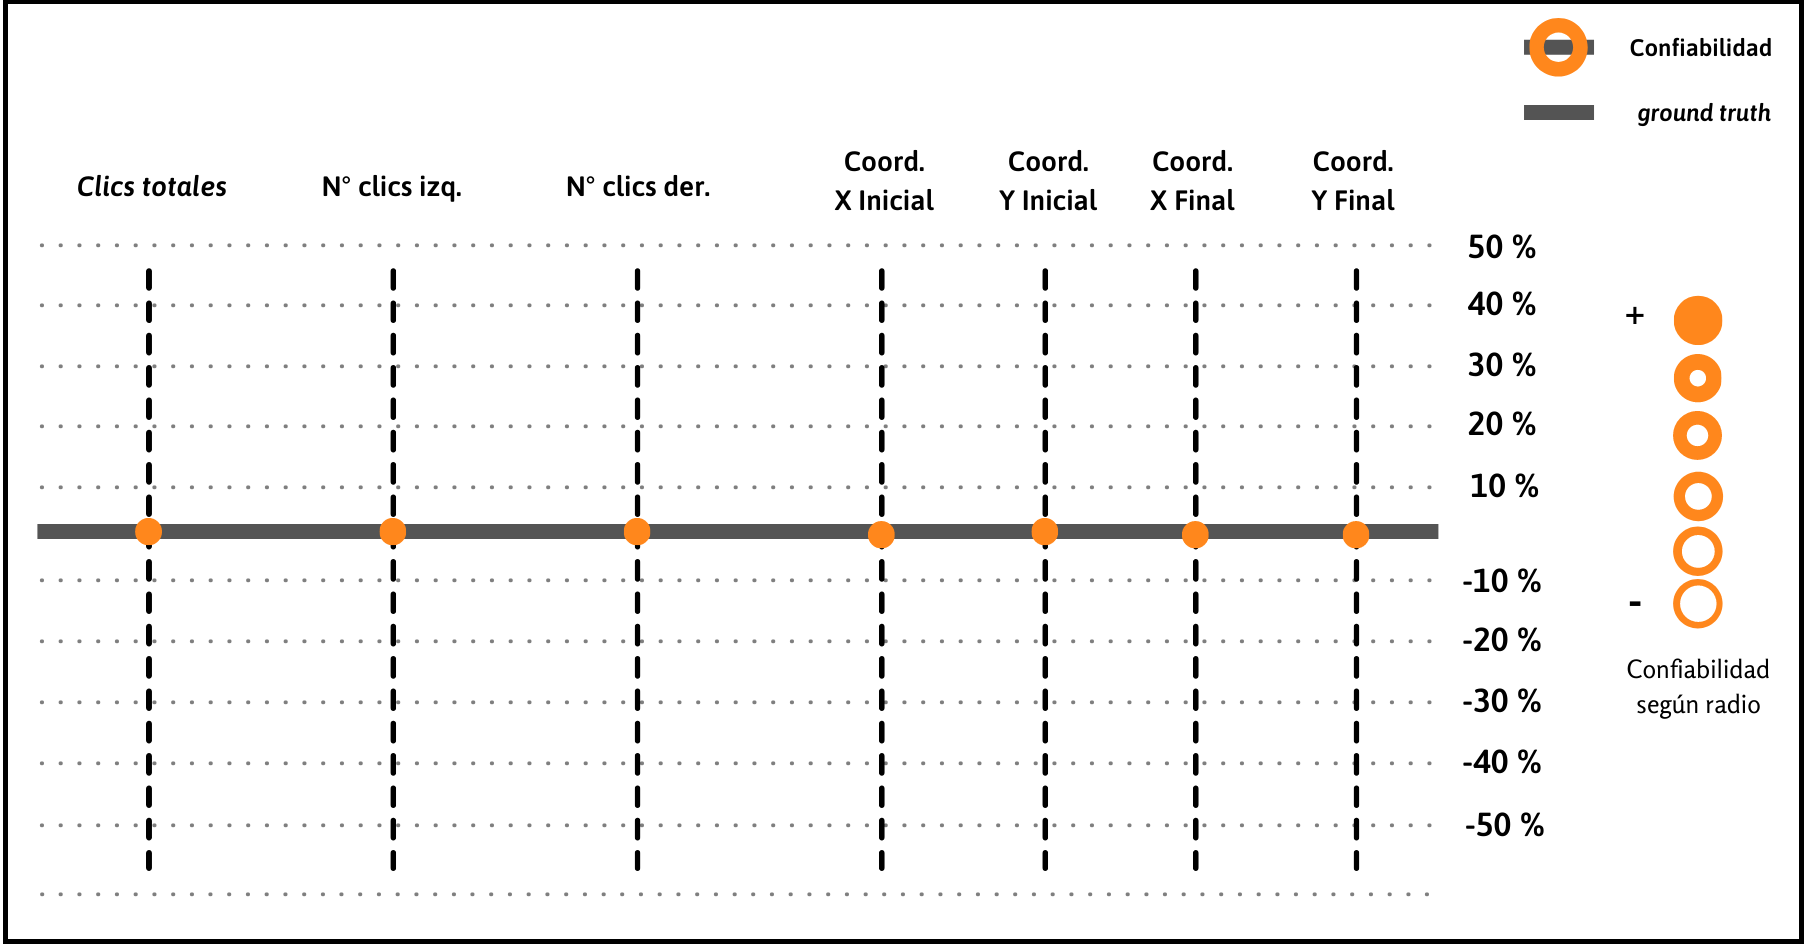 Confiabilidad
ground truth
Clics totales
N° clics izq.
N° clics der.
Coord.
X Inicial
Coord.
Y Inicial
Coord.
X Final
Coord.
Y Final
50 %
40 %
30 %
20 %
10 %
-10 %
-20 %
-30 %
-40 %
-50 %
+
-
Confiabilidad
según radio